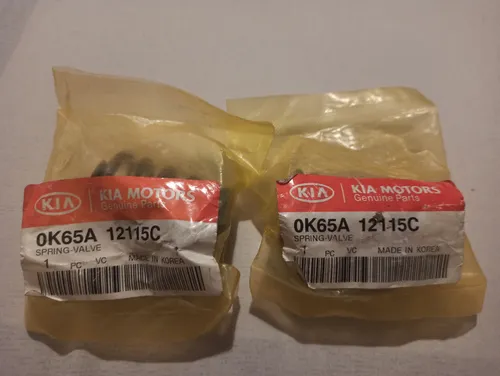 KIA KIA MOTORS
Genuine Parts
0K65A 12115C
SPRING-VALVE
1 PC VC MADE IN KOREA
KIA KIA MOTORS
Genuine Parts
0K65A 12115C
SPRING-VALVE
1 PC VC MADE IN KOREA